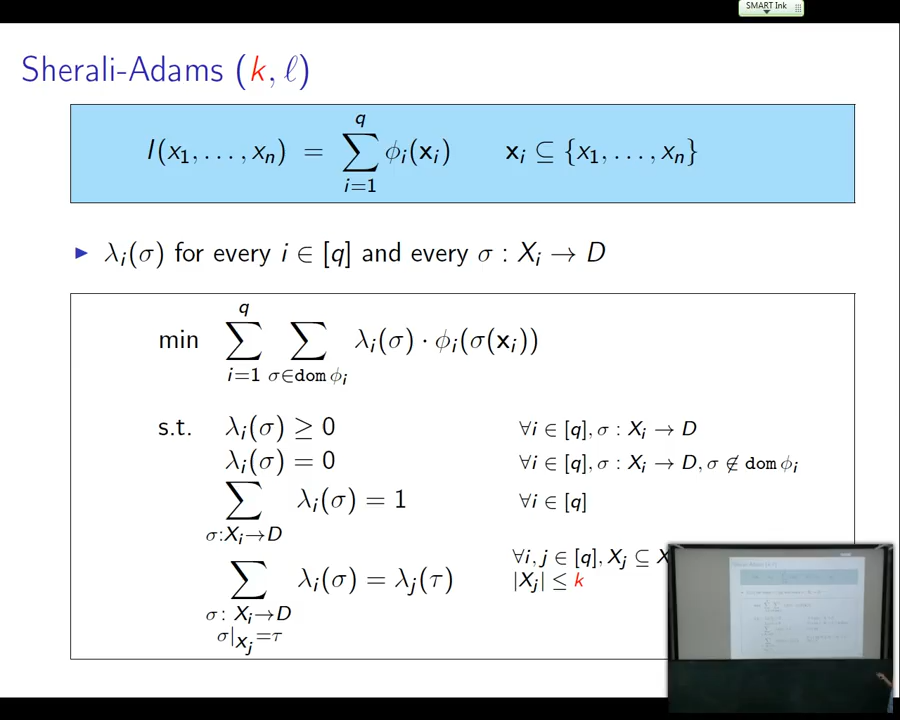 SMART Ink
Sherali-Adams (k, ℓ)
I(x₁, . . . , xₙ) = ∑_{i=1}^{q} ϕᵢ(𝐱ᵢ) 𝐱ᵢ ⊆ {x₁, . . . , xₙ}
▶ λᵢ(σ) for every i ∈ [q] and every σ : Xᵢ → D
min ∑_{i=1}^{q} ∑_{σ∈dom ϕᵢ} λᵢ(σ) · ϕᵢ(σ(𝐱ᵢ))
s.t. λᵢ(σ) ≥ 0 ∀i ∈ [q], σ : Xᵢ → D
λᵢ(σ) = 0 ∀i ∈ [q], σ : Xᵢ → D, σ ∉ dom ϕᵢ
∑_{σ:Xᵢ→D} λᵢ(σ) = 1 ∀i ∈ [q]
∑_{σ: Xᵢ→D, σ|_{Xⱼ}=τ} λᵢ(σ) = λⱼ(τ) ∀i, j ∈ [q], Xⱼ ⊆ X
|Xⱼ| ≤ k